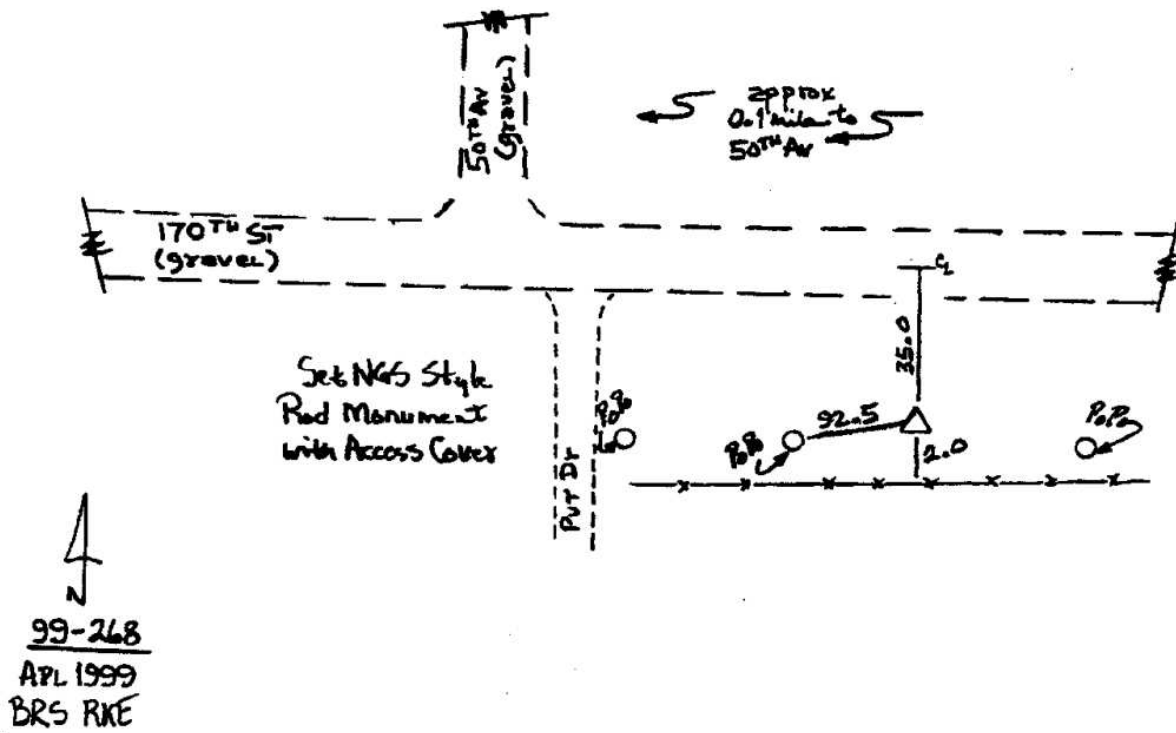 50TH AV
(gravel)
approx
0.1 mile to
50TH AV
170TH ST
(gravel)
CL
35.0
Set NGS Style
Rod Monument
with Access Cover
P.P.
92.5
P.P.
P.P.
2.0
Pvt Dr
N
99-268
APL 1999
BRS RKE